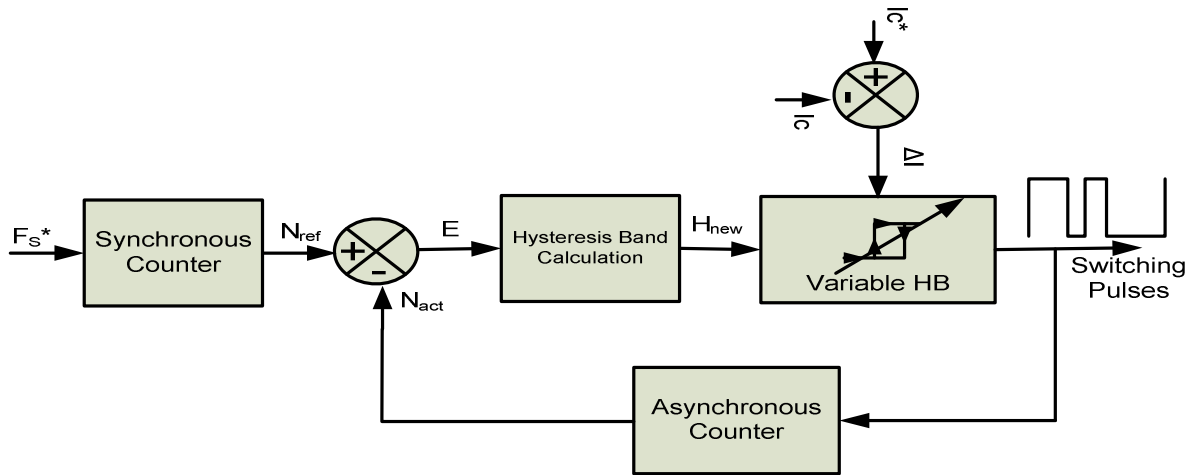 Ic*
+
-
Ic
ΔI
Fs*
Synchronous
Counter
Nref
+
-
E
Hysteresis Band
Calculation
Hnew
Variable HB
Switching
Pulses
Nact
Asynchronous
Counter